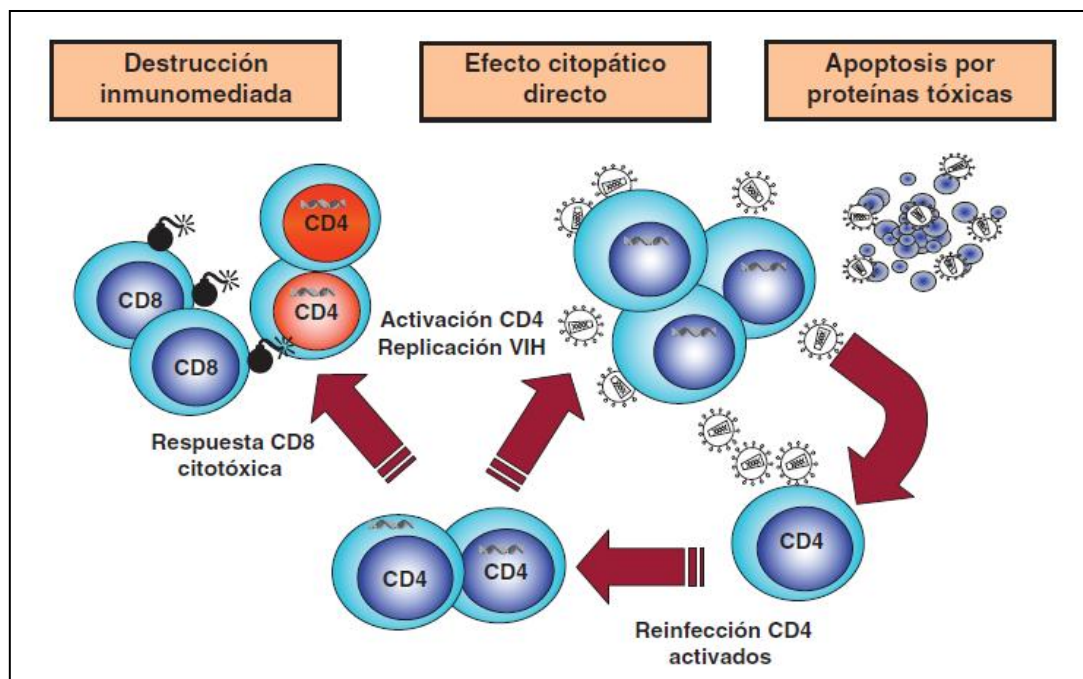 Destrucción
inmunomediada
Efecto citopático
directo
Apoptosis por
proteínas tóxicas
CD4
CD8
CD4
CD8
Activación CD4
Replicación VIH
Respuesta CD8
citotóxica
CD4
CD4
CD4
Reinfección CD4
activados